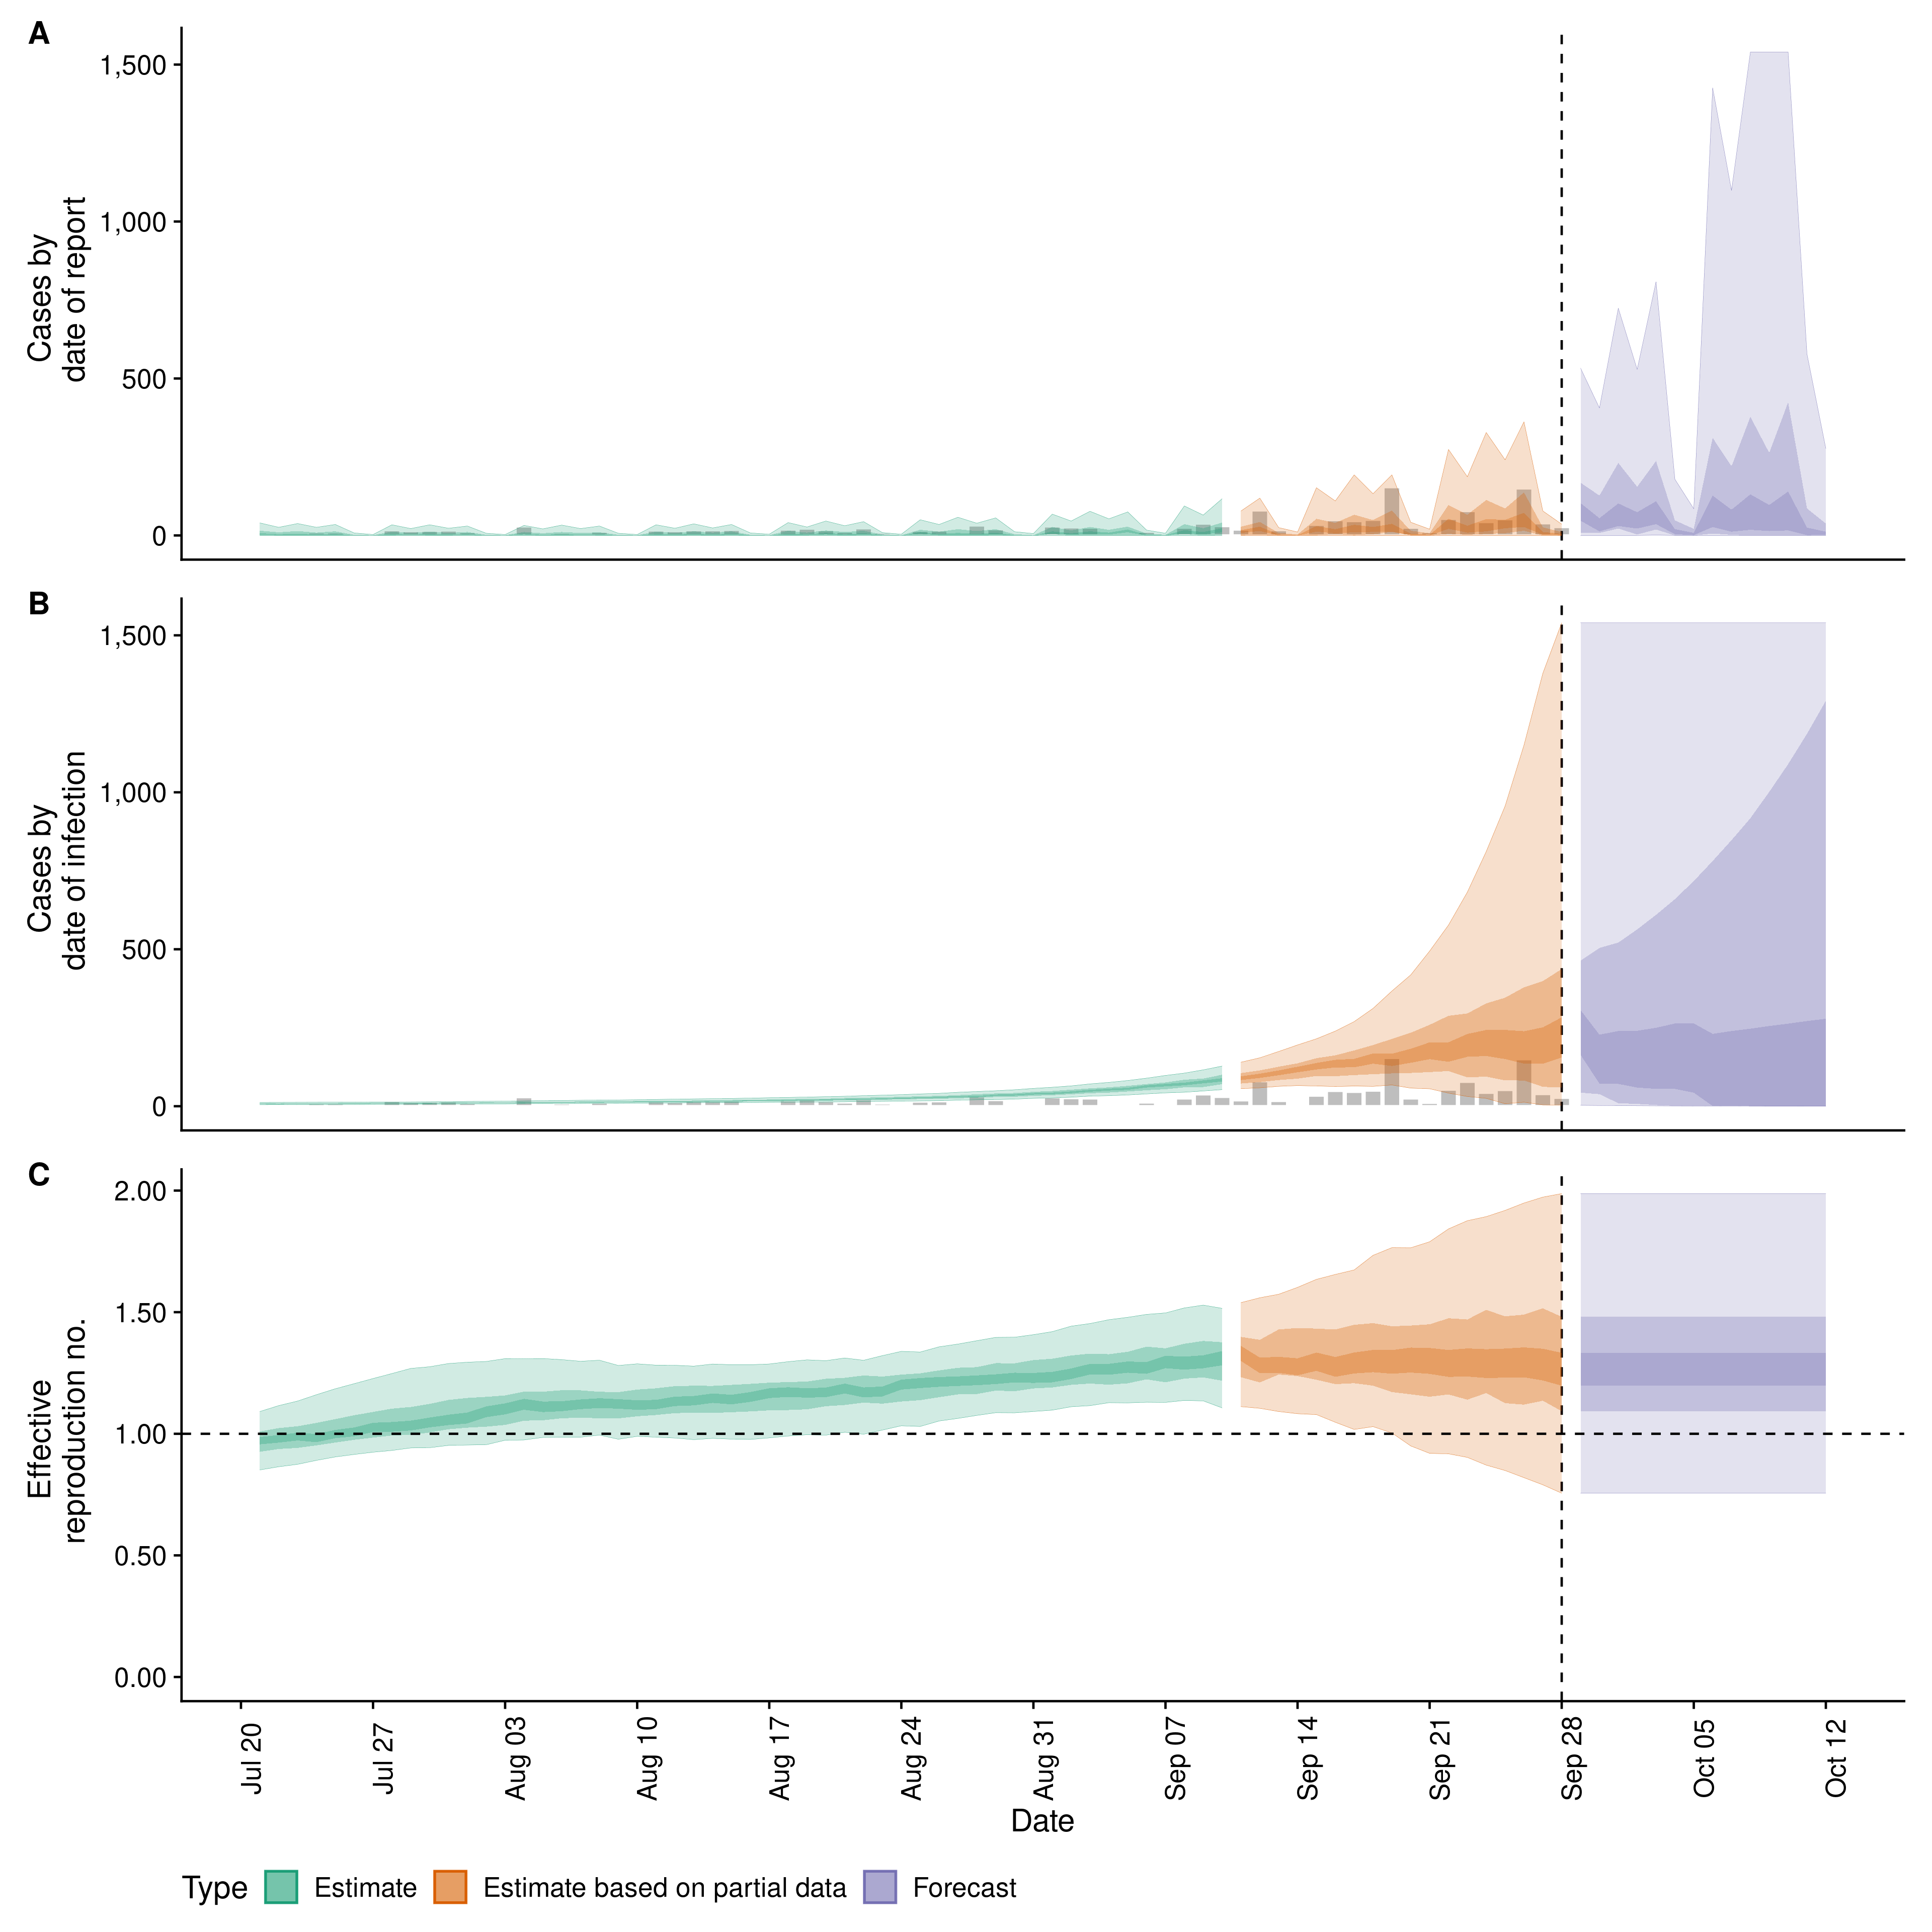 A
1,500
1,000
500
0
Cases by
date of report
B
1,500
1,000
500
0
Cases by
date of infection
C
2.00
1.50
1.00
0.50
0.00
Effective
reproduction no.
Jul 20
Jul 27
Aug 03
Aug 10
Aug 17
Aug 24
Aug 31
Sep 07
Sep 14
Sep 21
Sep 28
Oct 05
Oct 12
Date
Type Estimate Estimate based on partial data Forecast